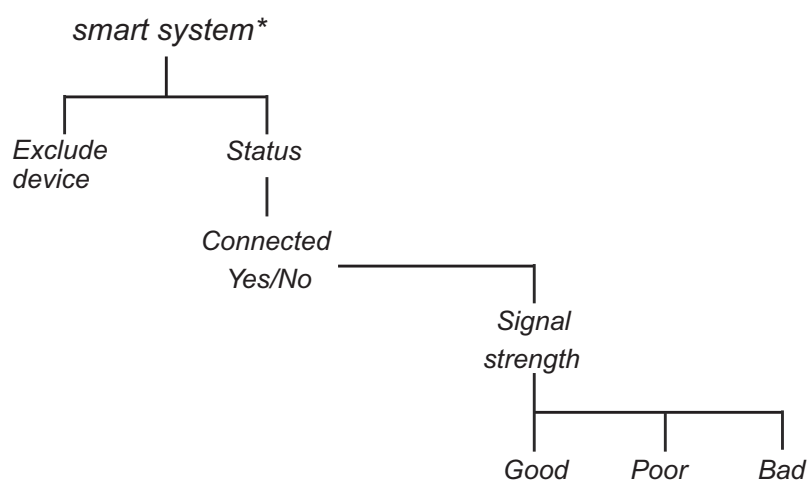 smart system*
Exclude
device
Status
Connected
Yes/No
Signal
strength
Good Poor Bad